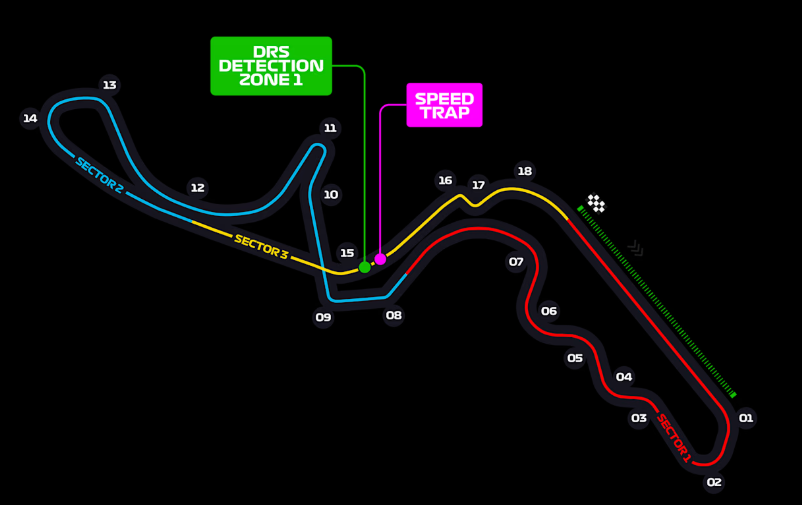 DRS
DETECTION
ZONE 1
SPEED
TRAP
13
14
11
12
10
16
17
18
15
07
09
08
06
05
04
03
01
02
SECTOR 2
SECTOR 3
SECTOR 1